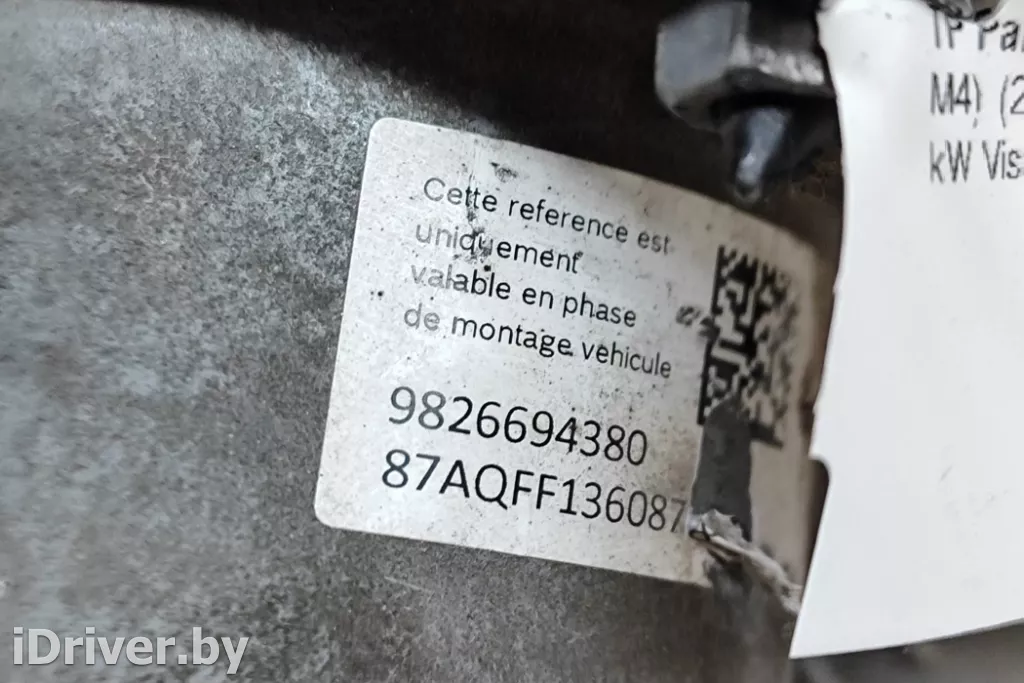 Cette reference est
uniquement
valable en phase
de montage vehicule
9826694380
87AQFF136087
M4) (2
kW Vis
iDriver.by